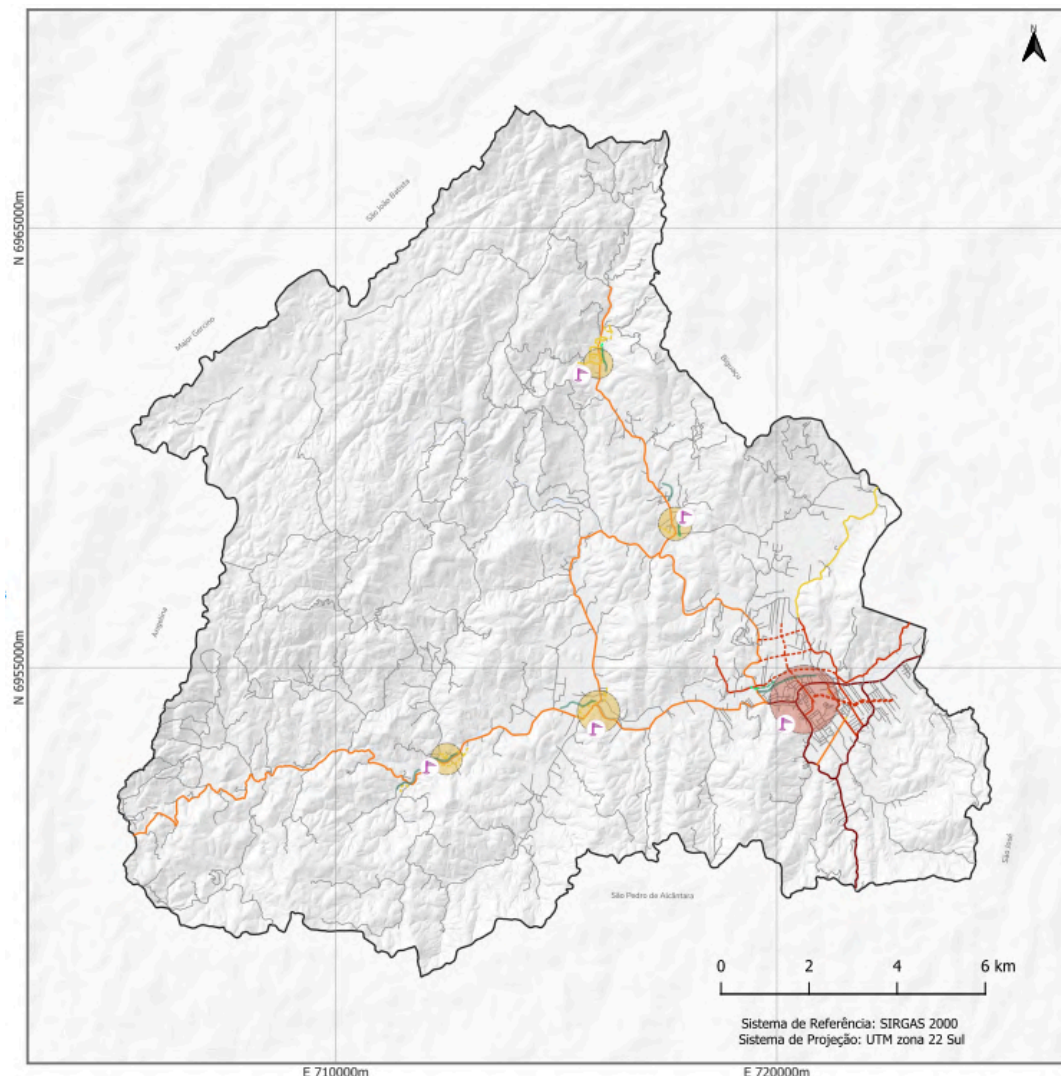 N
São João Batista
N 6965000m
Major Gercino
Biguaçu
Angelina
N 6955000m
São José
São Pedro de Alcântara
0 2 4 6 km
Sistema de Referência: SIRGAS 2000
Sistema de Projeção: UTM zona 22 Sul
E 710000m
E 720000m